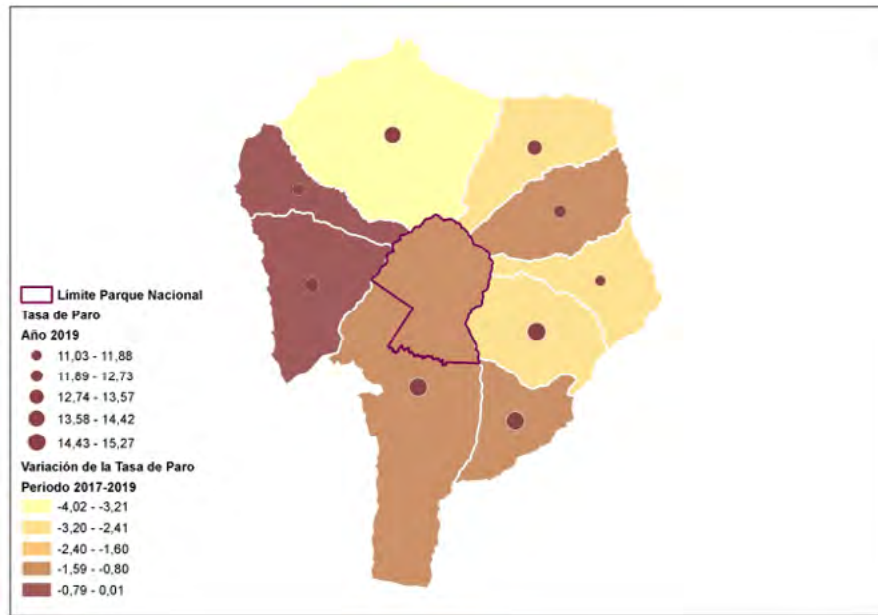 Límite Parque Nacional
Tasa de Paro
Año 2019
11,03 - 11,88
11,89 - 12,73
12,74 - 13,57
13,58 - 14,42
14,43 - 15,27
Variación de la Tasa de Paro
Periodo 2017-2019
-4,02 - -3,21
-3,20 - -2,41
-2,40 - -1,60
-1,59 - -0,80
-0,79 - 0,01